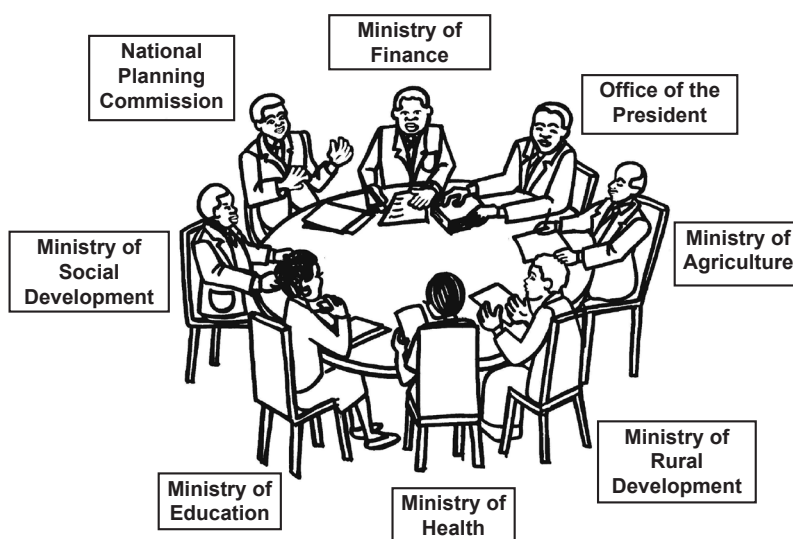 National
Planning
Commission
Ministry of
Finance
Office of the
President
Ministry of
Social
Development
Ministry of
Agriculture
Ministry of
Education
Ministry of
Health
Ministry of
Rural
Development